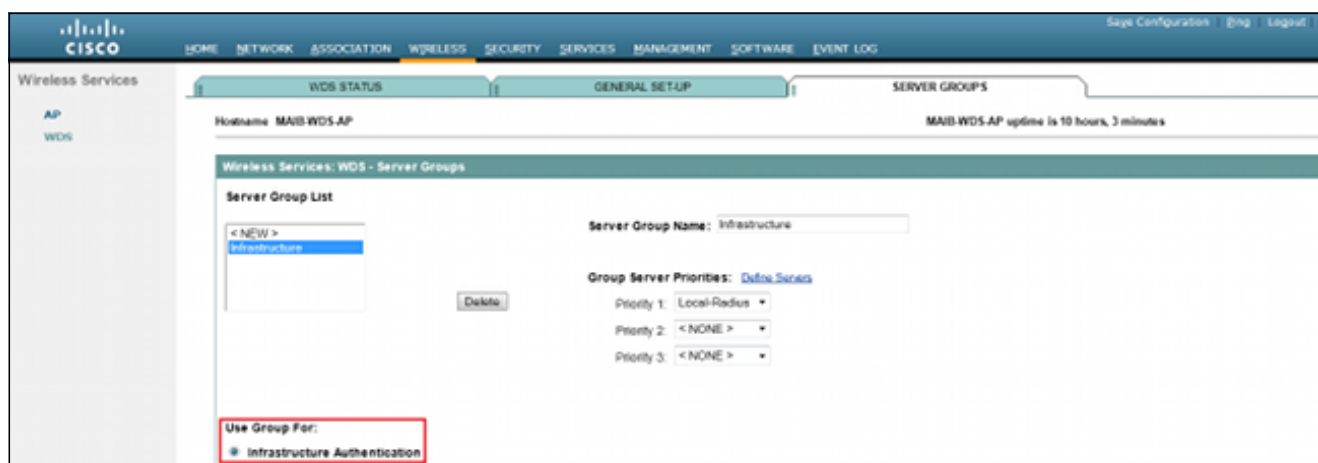 Save Configuration | Ping | Logout
CISCO
HOME NETWORK ASSOCIATION WIRELESS SECURITY SERVICES MANAGEMENT SOFTWARE EVENT LOG
Wireless Services
AP
WDS
WDS STATUS GENERAL SET-UP SERVER GROUPS
Hostname MAIB-WDS-AP MAIB-WDS-AP uptime is 10 hours, 3 minutes
Wireless Services: WDS - Server Groups
Server Group List
< NEW >
Infrastructure
Delete
Server Group Name: Infrastructure
Group Server Priorities: Define Servers
Priority 1: Local-Radius
Priority 2: < NONE >
Priority 3: < NONE >
Use Group For:
Infrastructure Authentication